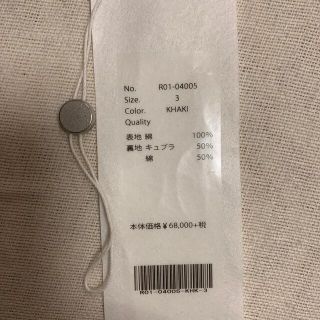 No. R01-04005
Size. 3
Color. KHAKI
Quality
表地 綿 100%
裏地 キュプラ 50%
綿 50%
本体価格¥68,000+税
R01-04005-KHK-3